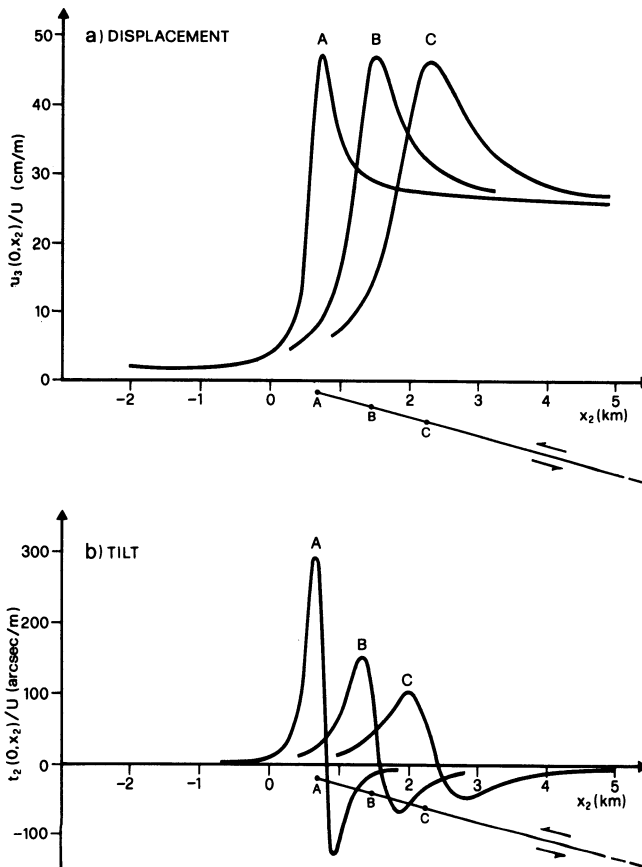 a) DISPLACEMENT
u₃(0,x₂)/U (cm/m)
50
40
30
20
10
0
A B C
-2 -1 0 1 2 3 4 5
x₂(km)
A
B
C
b) TILT
t₂(0,x₂)/U (arcsec/m)
300
200
100
0
-100
A
B
C
-2 -1 0 1 2 3 4 5
x₂(km)
A
B
C